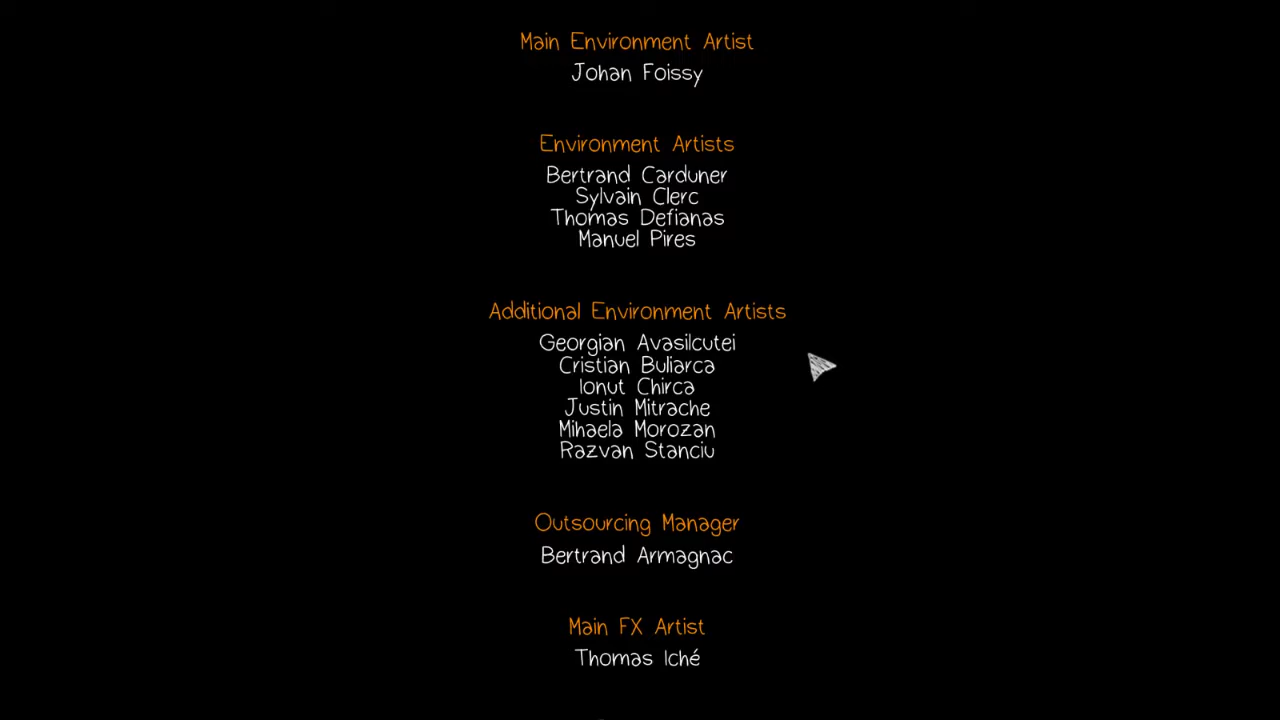 Main Environment Artist
Johan Foissy
Environment Artists
Bertrand Carduner
Sylvain Clerc
Thomas Defianas
Manuel Pires
Additional Environment Artists
Georgian Avasilcutei
Cristian Buliarca
Ionut Chirca
Justin Mitrache
Mihaela Morozan
Razvan Stanciu
Outsourcing Manager
Bertrand Armagnac
Main FX Artist
Thomas Iché